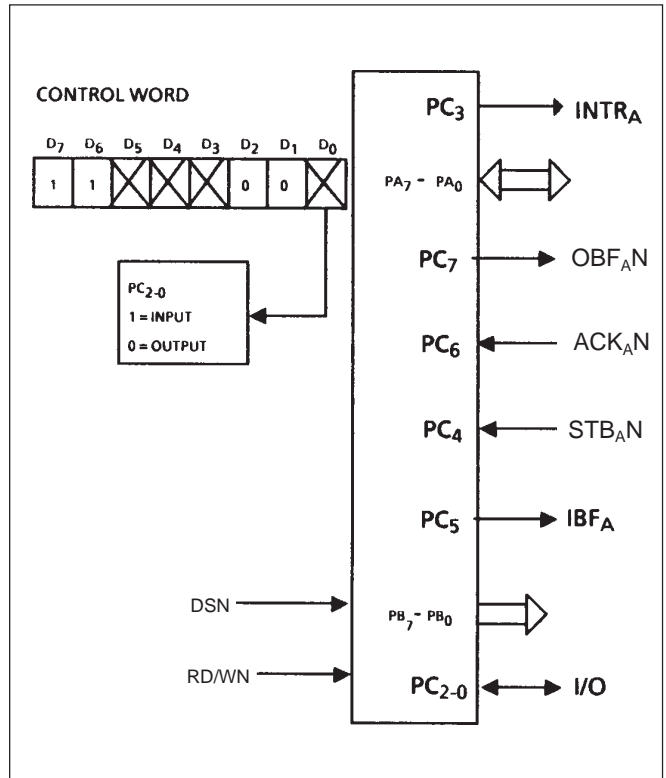 CONTROL WORD
D7 D6 D5 D4 D3 D2 D1 D0
1 1 0 0
PC2-0
1 = INPUT
0 = OUTPUT
PC3 INTRA
PA7 - PA0
PC7 OBFAN
PC6 ACKAN
PC4 STBAN
PC5 IBFA
DSN
PB7 - PB0
RD/WN
PC2-0 I/O